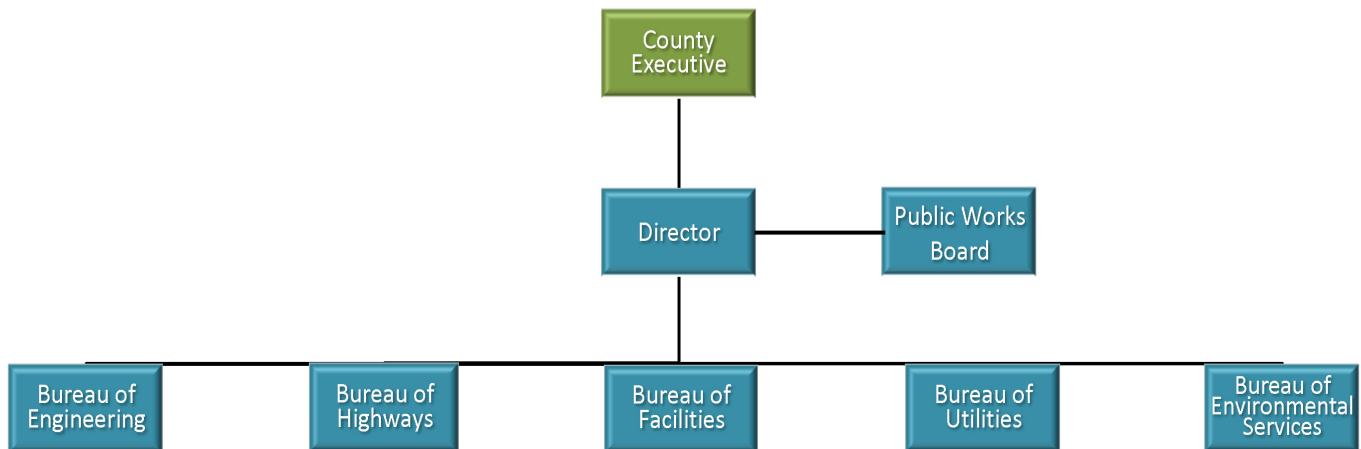 County
Executive
Director
Public Works
Board
Bureau of
Engineering
Bureau of
Highways
Bureau of
Facilities
Bureau of
Utilities
Bureau of
Environmental
Services